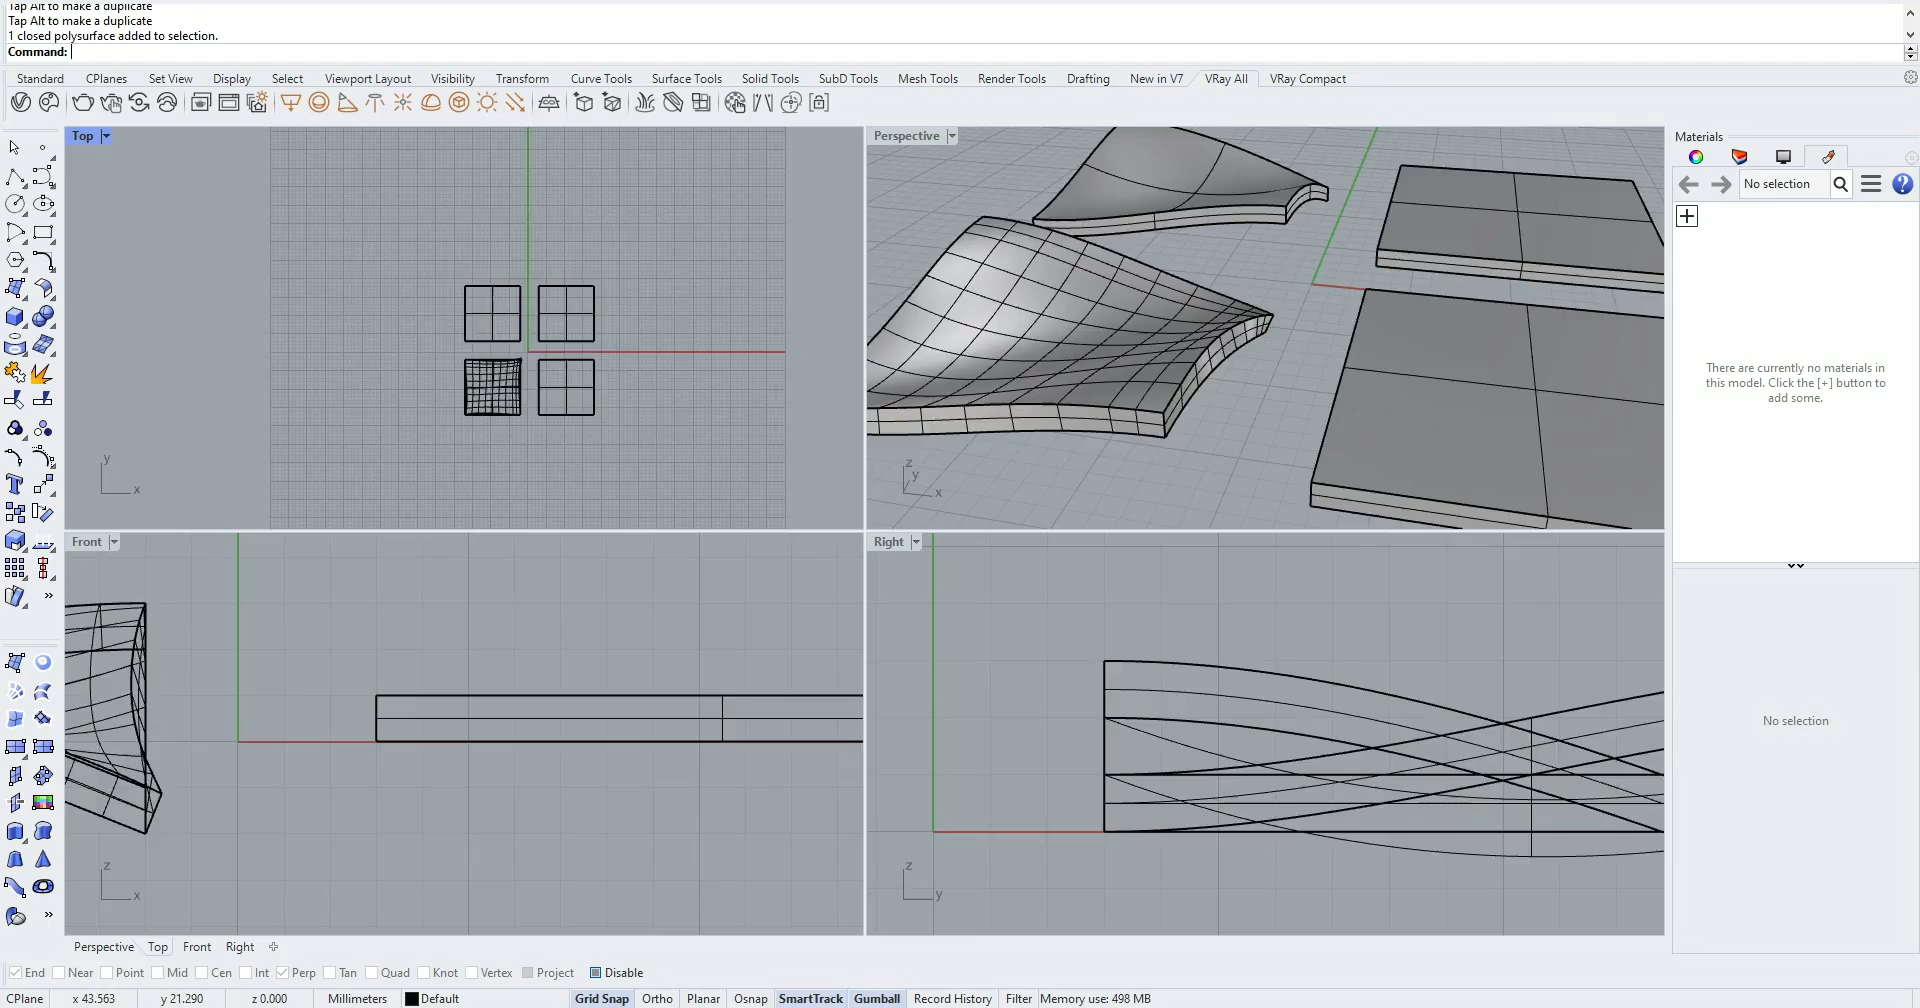 Tap Alt to make a duplicate
Tap Alt to make a duplicate
1 closed polysurface added to selection.
Command:
Standard CPlanes Set View Display Select Viewport Layout Visibility Transform Curve Tools Surface Tools Solid Tools SubD Tools Mesh Tools Render Tools Drafting New in V7 VRay All VRay Compact
Top
Perspective
Materials
No selection
There are currently no materials in
this model. Click the [+] button to
add some.
y
x
z
y
x
Front
Right
No selection
z
x
z
y
Perspective Top Front Right
End Near Point Mid Cen Int Perp Tan Quad Knot Vertex Project Disable
CPlane x 43.563 y 21.290 z 0.000 Millimeters Default Grid Snap Ortho Planar Osnap SmartTrack Gumball Record History Filter Memory use: 498 MB